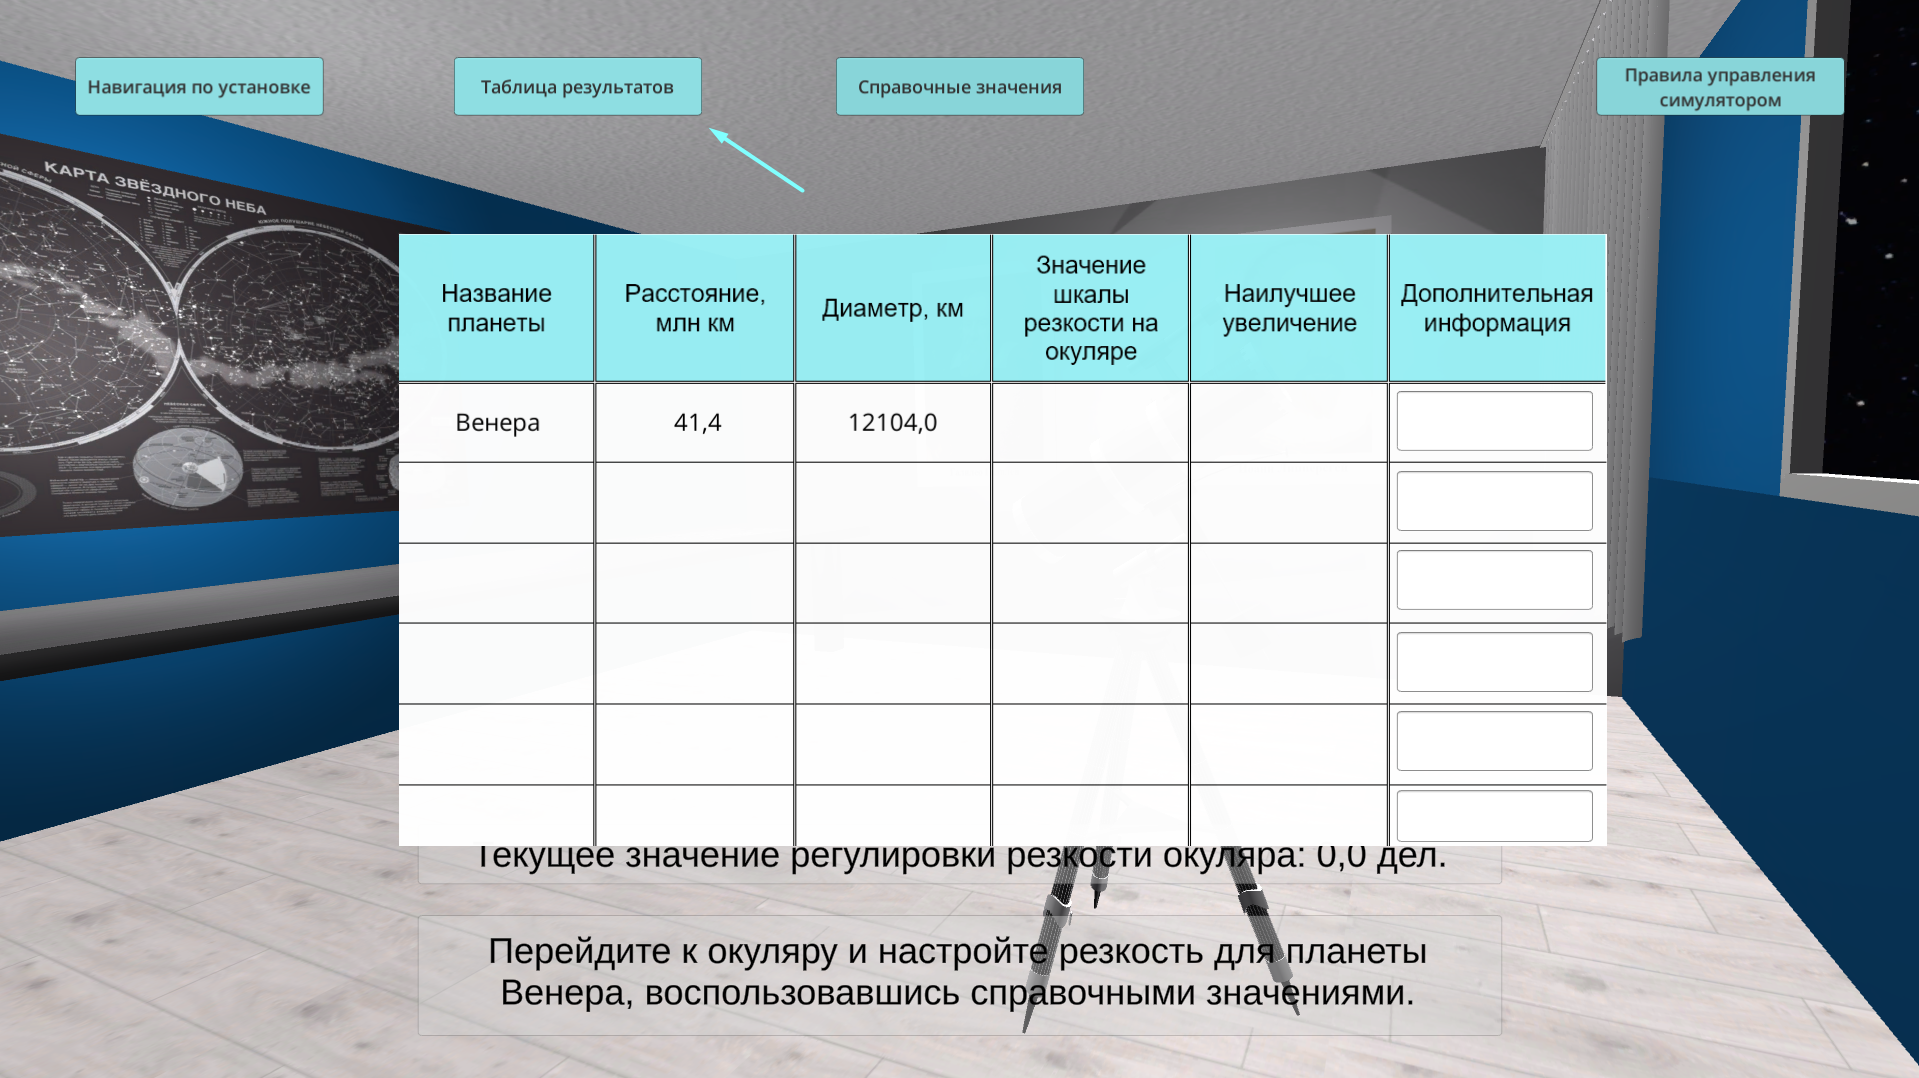 Навигация по установке
Таблица результатов
Справочные значения
Правила управления
симулятором
КАРТА ЗВЁЗДНОГО НЕБА
Название
планеты
Расстояние,
млн км
Диаметр, км
Значение
шкалы
резкости на
окуляре
Наилучшее
увеличение
Дополнительная
информация
Венера
41,4
12104,0
Текущее значение регулировки резкости окуляра: 0,0 дел.
Перейдите к окуляру и настройте резкость для планеты
Венера, воспользовавшись справочными значениями.